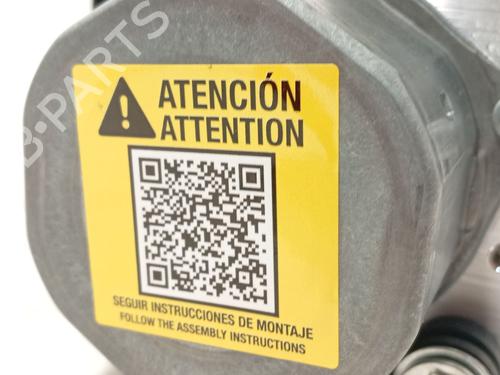 B-PARTS
ATENCIÓN
ATTENTION
SEGUIR INSTRUCCIONES DE MONTAJE
FOLLOW THE ASSEMBLY INSTRUCTIONS